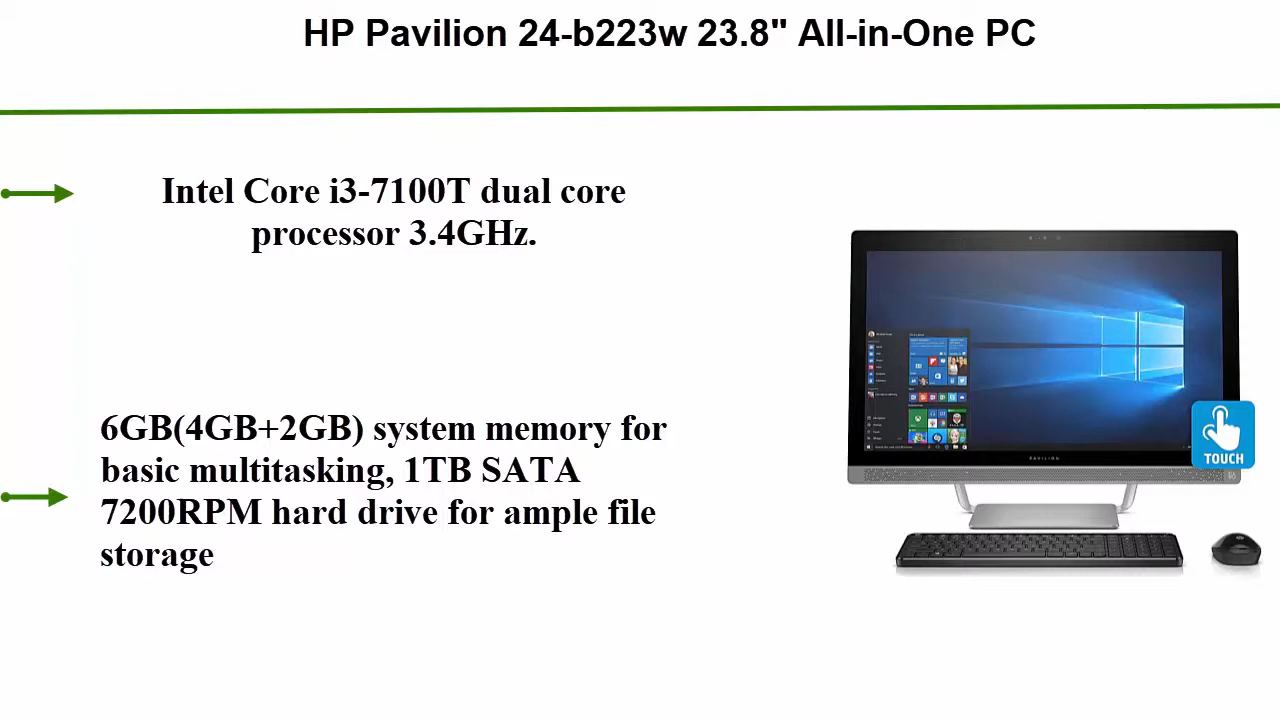 HP Pavilion 24-b223w 23.8" All-in-One PC
Intel Core i3-7100T dual core
processor 3.4GHz.
6GB(4GB+2GB) system memory for
basic multitasking, 1TB SATA
7200RPM hard drive for ample file
storage
PAVILION
TOUCH